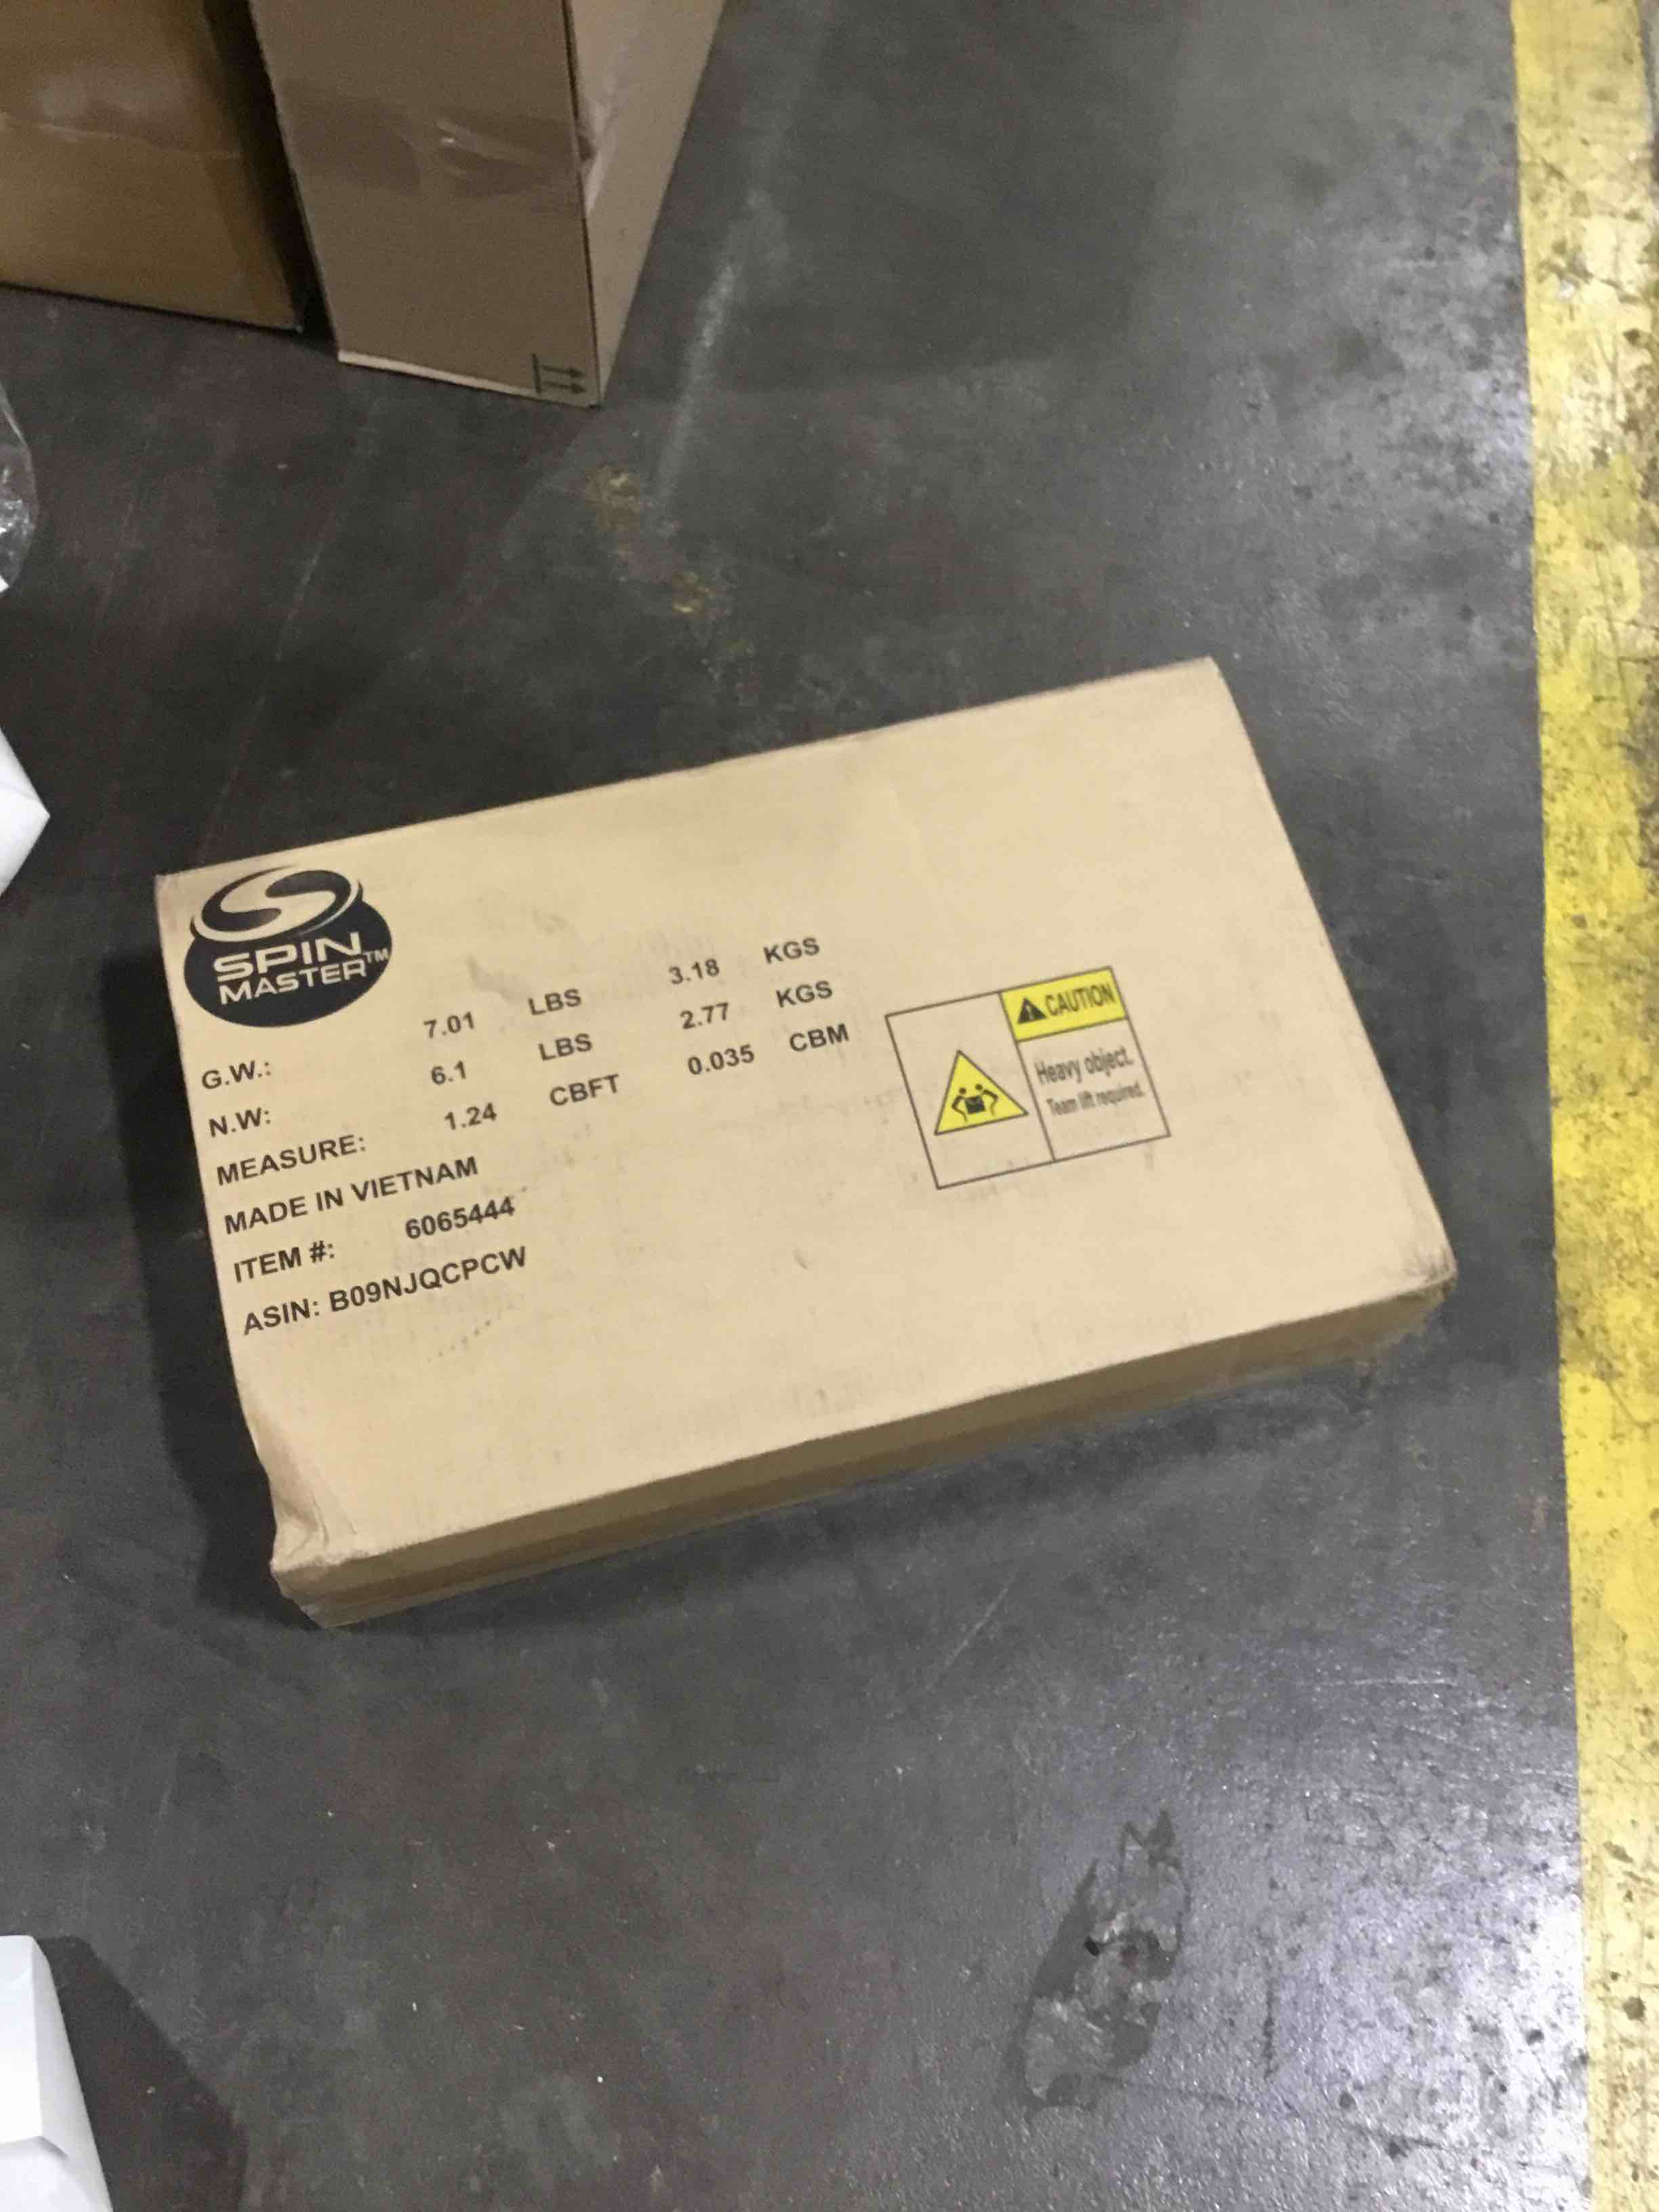 SPIN
MASTER™
G.W.: 7.01 LBS 3.18 KGS
N.W: 6.1 LBS 2.77 KGS
MEASURE: 1.24 CBFT 0.035 CBM
MADE IN VIETNAM
ITEM #: 6065444
ASIN: B09NJQCPCW
CAUTION
Heavy object.
Team lift required.